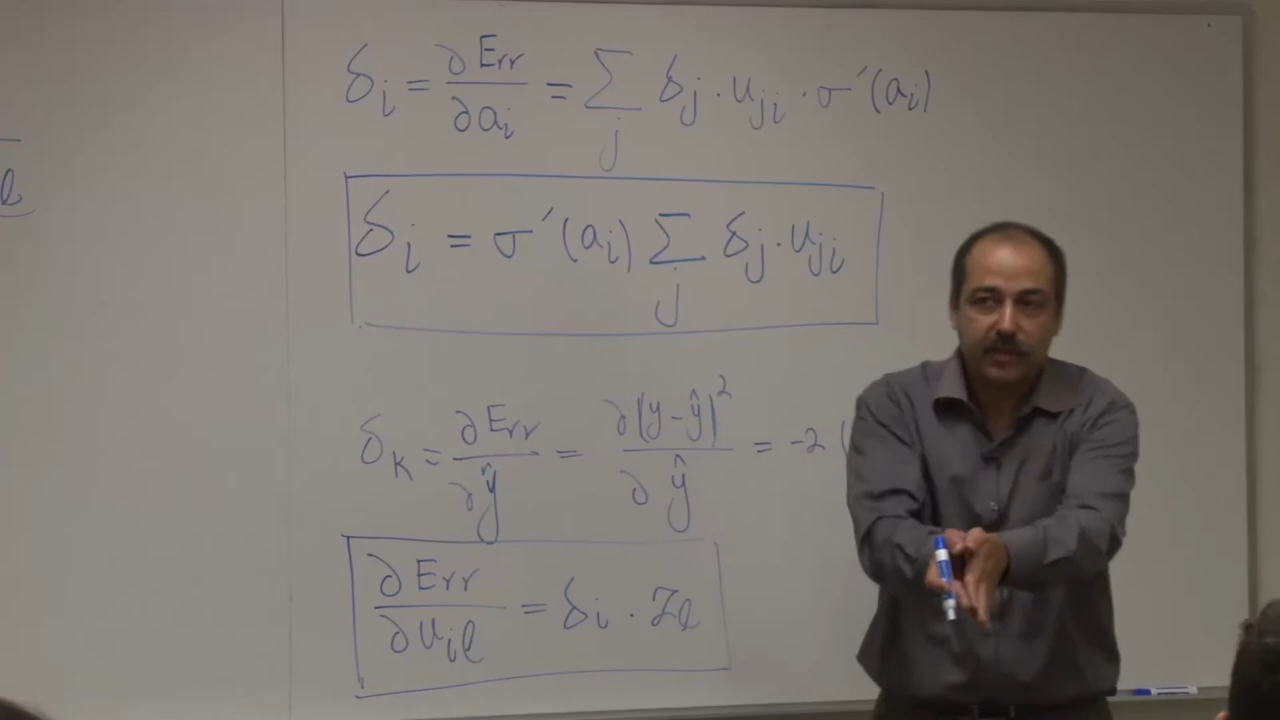 l
δi = ∂Err/∂ai = Σj δj · uji · σ′(ai)
δi = σ′(ai) Σj δj · uji
δK = ∂Err/∂ŷ = ∂(y-ŷ)²/∂ŷ = -2 (
∂Err/∂uil = δi · Zl